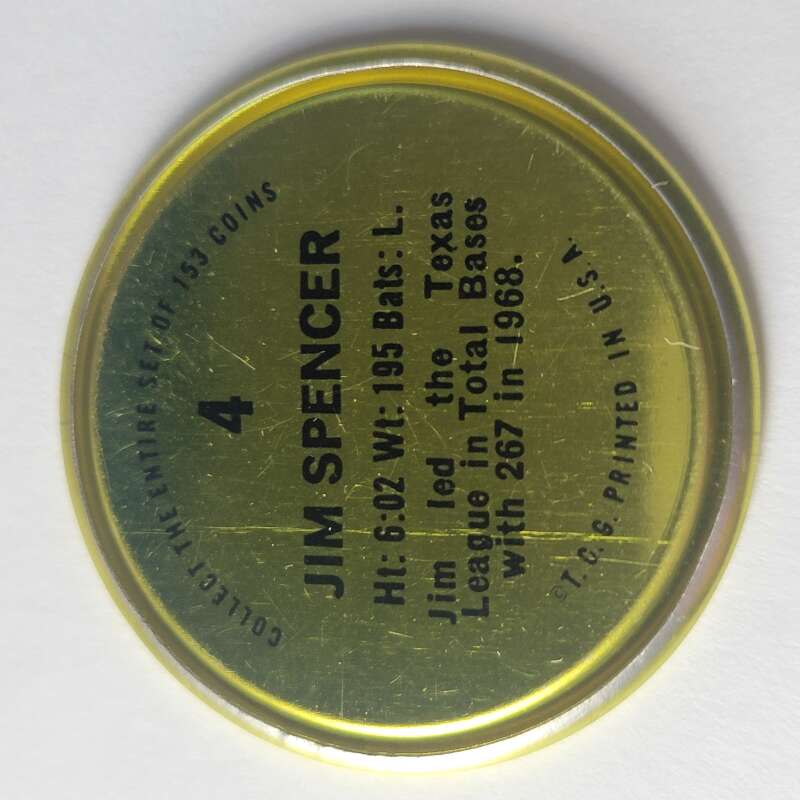 COLLECT THE ENTIRE SET OF 153 COINS
4
JIM SPENCER
Ht: 6:02 Wt: 195 Bats: L.
Jim led the Texas
League in Total Bases
with 267 in 1968.
©T. C. G. PRINTED IN U.S.A.